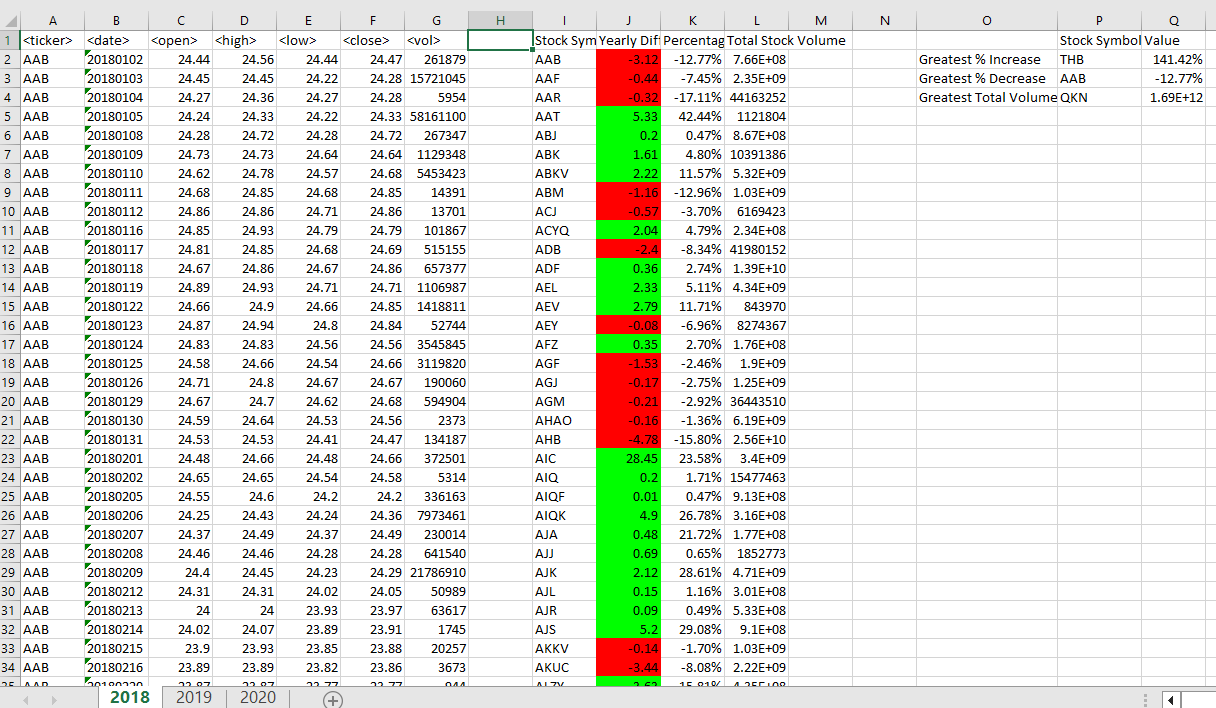 A B C D E F G H I J K L M N O P Q
1 <ticker> <date> <open> <high> <low> <close> <vol> Stock Sym Yearly Diff Percentag Total Stock Volume Stock Symbol Value
2 AAB 20180102 24.44 24.56 24.44 24.47 261879 AAB -3.12 -12.77% 7.66E+08 Greatest % Increase THB 141.42%
3 AAB 20180103 24.45 24.45 24.22 24.28 15721045 AAF -0.44 -7.45% 2.35E+09 Greatest % Decrease AAB -12.77%
4 AAB 20180104 24.27 24.36 24.27 24.28 5954 AAR -0.32 -17.11% 44163252 Greatest Total Volume QKN 1.69E+12
5 AAB 20180105 24.24 24.33 24.22 24.33 58161100 AAT 5.33 42.44% 1121804
6 AAB 20180108 24.28 24.72 24.28 24.72 267347 ABJ 0.2 0.47% 8.67E+08
7 AAB 20180109 24.73 24.73 24.64 24.64 1129348 ABK 1.61 4.80% 10391386
8 AAB 20180110 24.62 24.78 24.57 24.68 5453423 ABKV 2.22 11.57% 5.32E+09
9 AAB 20180111 24.68 24.85 24.68 24.85 14391 ABM -1.16 -12.96% 1.03E+09
10 AAB 20180112 24.86 24.86 24.71 24.86 13701 ACJ -0.57 -3.70% 6169423
11 AAB 20180116 24.85 24.93 24.79 24.79 101867 ACYQ 2.04 4.79% 2.34E+08
12 AAB 20180117 24.81 24.85 24.68 24.69 515155 ADB -2.4 -8.34% 41980152
13 AAB 20180118 24.67 24.86 24.67 24.86 657377 ADF 0.36 2.74% 1.39E+10
14 AAB 20180119 24.89 24.93 24.71 24.71 1106987 AEL 2.33 5.11% 4.34E+09
15 AAB 20180122 24.66 24.9 24.66 24.85 1418811 AEV 2.79 11.71% 843970
16 AAB 20180123 24.87 24.94 24.8 24.84 52744 AEY -0.08 -6.96% 8274367
17 AAB 20180124 24.83 24.83 24.56 24.56 3545845 AFZ 0.35 2.70% 1.76E+08
18 AAB 20180125 24.58 24.66 24.54 24.66 3119820 AGF -1.53 -2.46% 1.9E+09
19 AAB 20180126 24.71 24.8 24.67 24.67 190060 AGJ -0.17 -2.75% 1.25E+09
20 AAB 20180129 24.67 24.7 24.62 24.68 594904 AGM -0.21 -2.92% 36443510
21 AAB 20180130 24.59 24.64 24.53 24.56 2373 AHAO -0.16 -1.36% 6.19E+09
22 AAB 20180131 24.53 24.53 24.41 24.47 134187 AHB -4.78 -15.80% 2.56E+10
23 AAB 20180201 24.48 24.66 24.48 24.66 372501 AIC 28.45 23.58% 3.4E+09
24 AAB 20180202 24.65 24.65 24.54 24.58 5314 AIQ 0.2 1.71% 15477463
25 AAB 20180205 24.55 24.6 24.2 24.2 336163 AIQF 0.01 0.47% 9.13E+08
26 AAB 20180206 24.25 24.43 24.24 24.36 7973461 AIQK 4.9 26.78% 3.16E+08
27 AAB 20180207 24.37 24.49 24.37 24.49 230014 AJA 0.48 21.72% 1.77E+08
28 AAB 20180208 24.46 24.46 24.28 24.28 641540 AJJ 0.69 0.65% 1852773
29 AAB 20180209 24.4 24.45 24.23 24.29 21786910 AJK 2.12 28.61% 4.71E+09
30 AAB 20180212 24.31 24.31 24.02 24.05 50989 AJL 0.15 1.16% 3.01E+08
31 AAB 20180213 24 24 23.93 23.97 63617 AJR 0.09 0.49% 5.33E+08
32 AAB 20180214 24.02 24.07 23.89 23.91 1745 AJS 5.2 29.08% 9.1E+08
33 AAB 20180215 23.9 23.93 23.85 23.88 20257 AKKV -0.14 -1.70% 1.03E+09
34 AAB 20180216 23.89 23.89 23.82 23.86 3673 AKUC -3.44 -8.08% 2.22E+09
2018 2019 2020